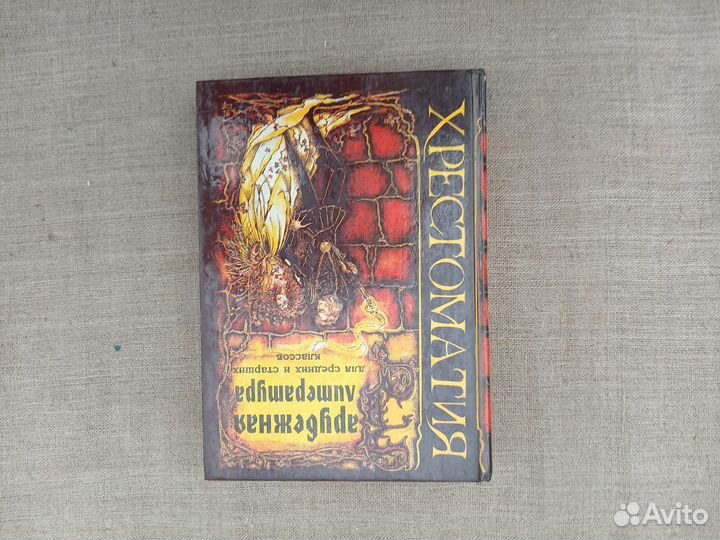 ХРЕСТОМАТИЯ
Зарубежная
литература
для средних и старших
классов
Avito